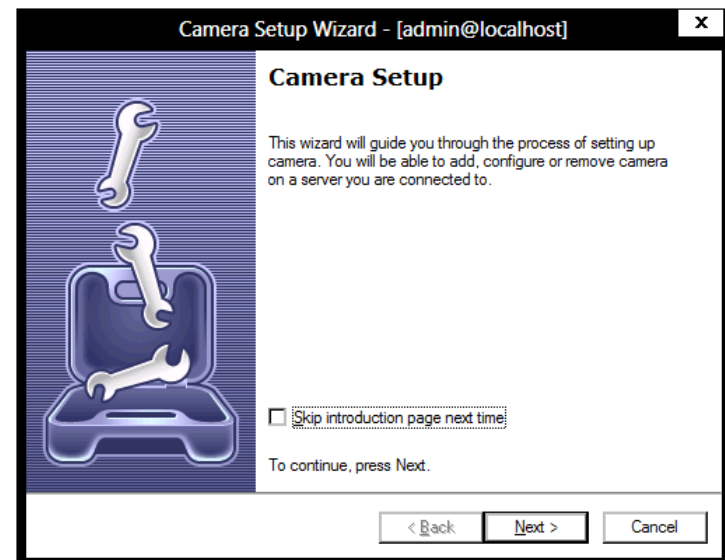 Camera Setup Wizard - [admin@localhost]
x
Camera Setup
This wizard will guide you through the process of setting up
camera. You will be able to add, configure or remove camera
on a server you are connected to.
Skip introduction page next time
To continue, press Next.
< Back
Next >
Cancel